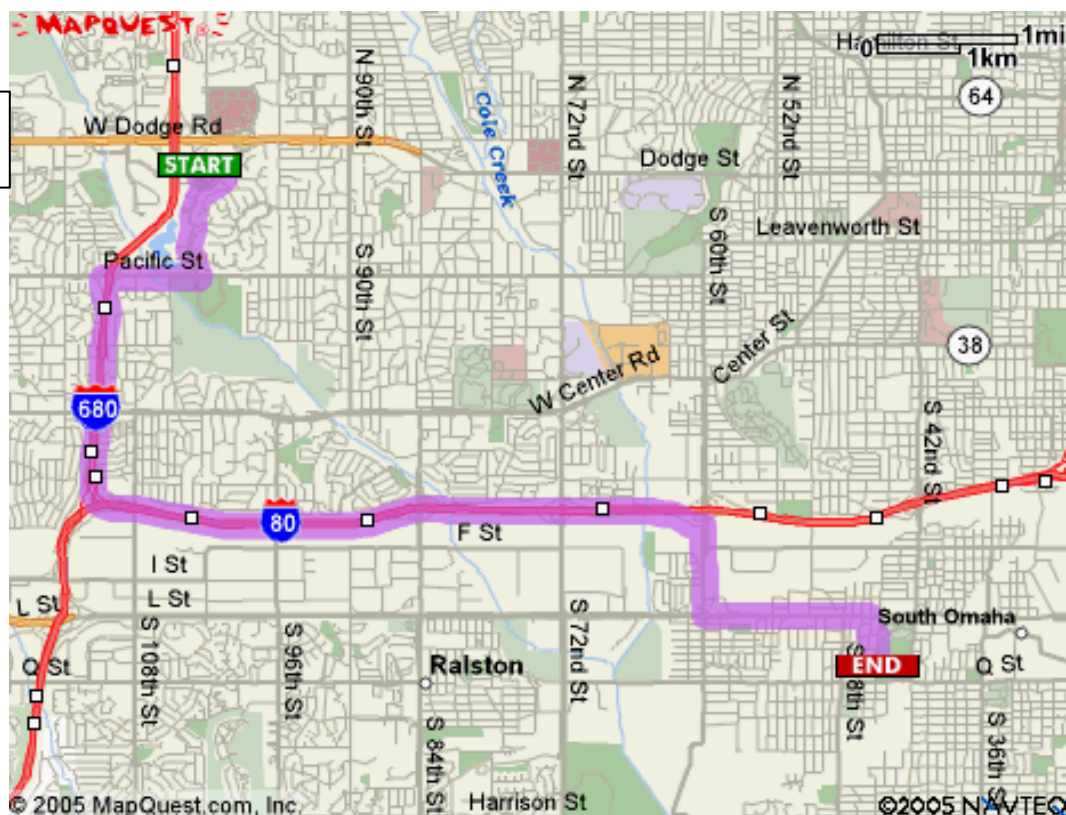 MAPQUEST®
Hamilton St
0 1mi
1km
64
W Dodge Rd
N 90th St
Cole Creek
N 72nd St
N 52nd St
START
Dodge St
Leavenworth St
Pacific St
S 90th St
S 60th St
Center St
38
W Center Rd
680
S 42nd St
80
F St
I St
L St
L St
S 72nd St
South Omaha
S 108th St
S 96th St
Q St
Ralston
END
Q St
S 84th St
S 36th St
Harrison St
© 2005 MapQuest.com, Inc.
©2005 NAVTEQ